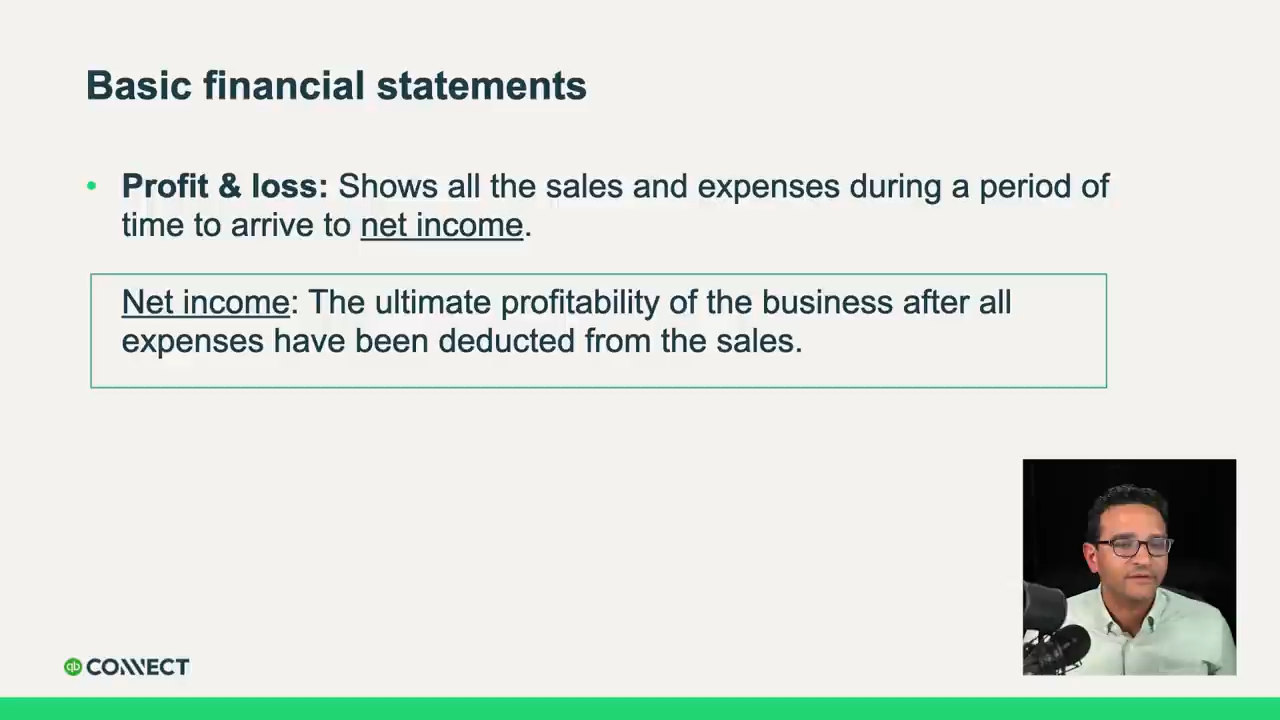 Basic financial statements
• Profit & loss: Shows all the sales and expenses during a period of
time to arrive to net income.
Net income: The ultimate profitability of the business after all
expenses have been deducted from the sales.
qb CONNECT